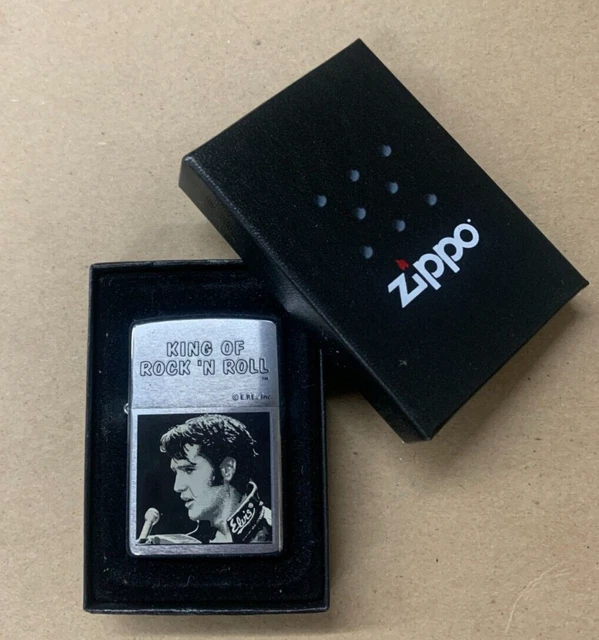 zippo
KING OF
ROCK 'N ROLL
™
© E.P.E., Inc
Elvis